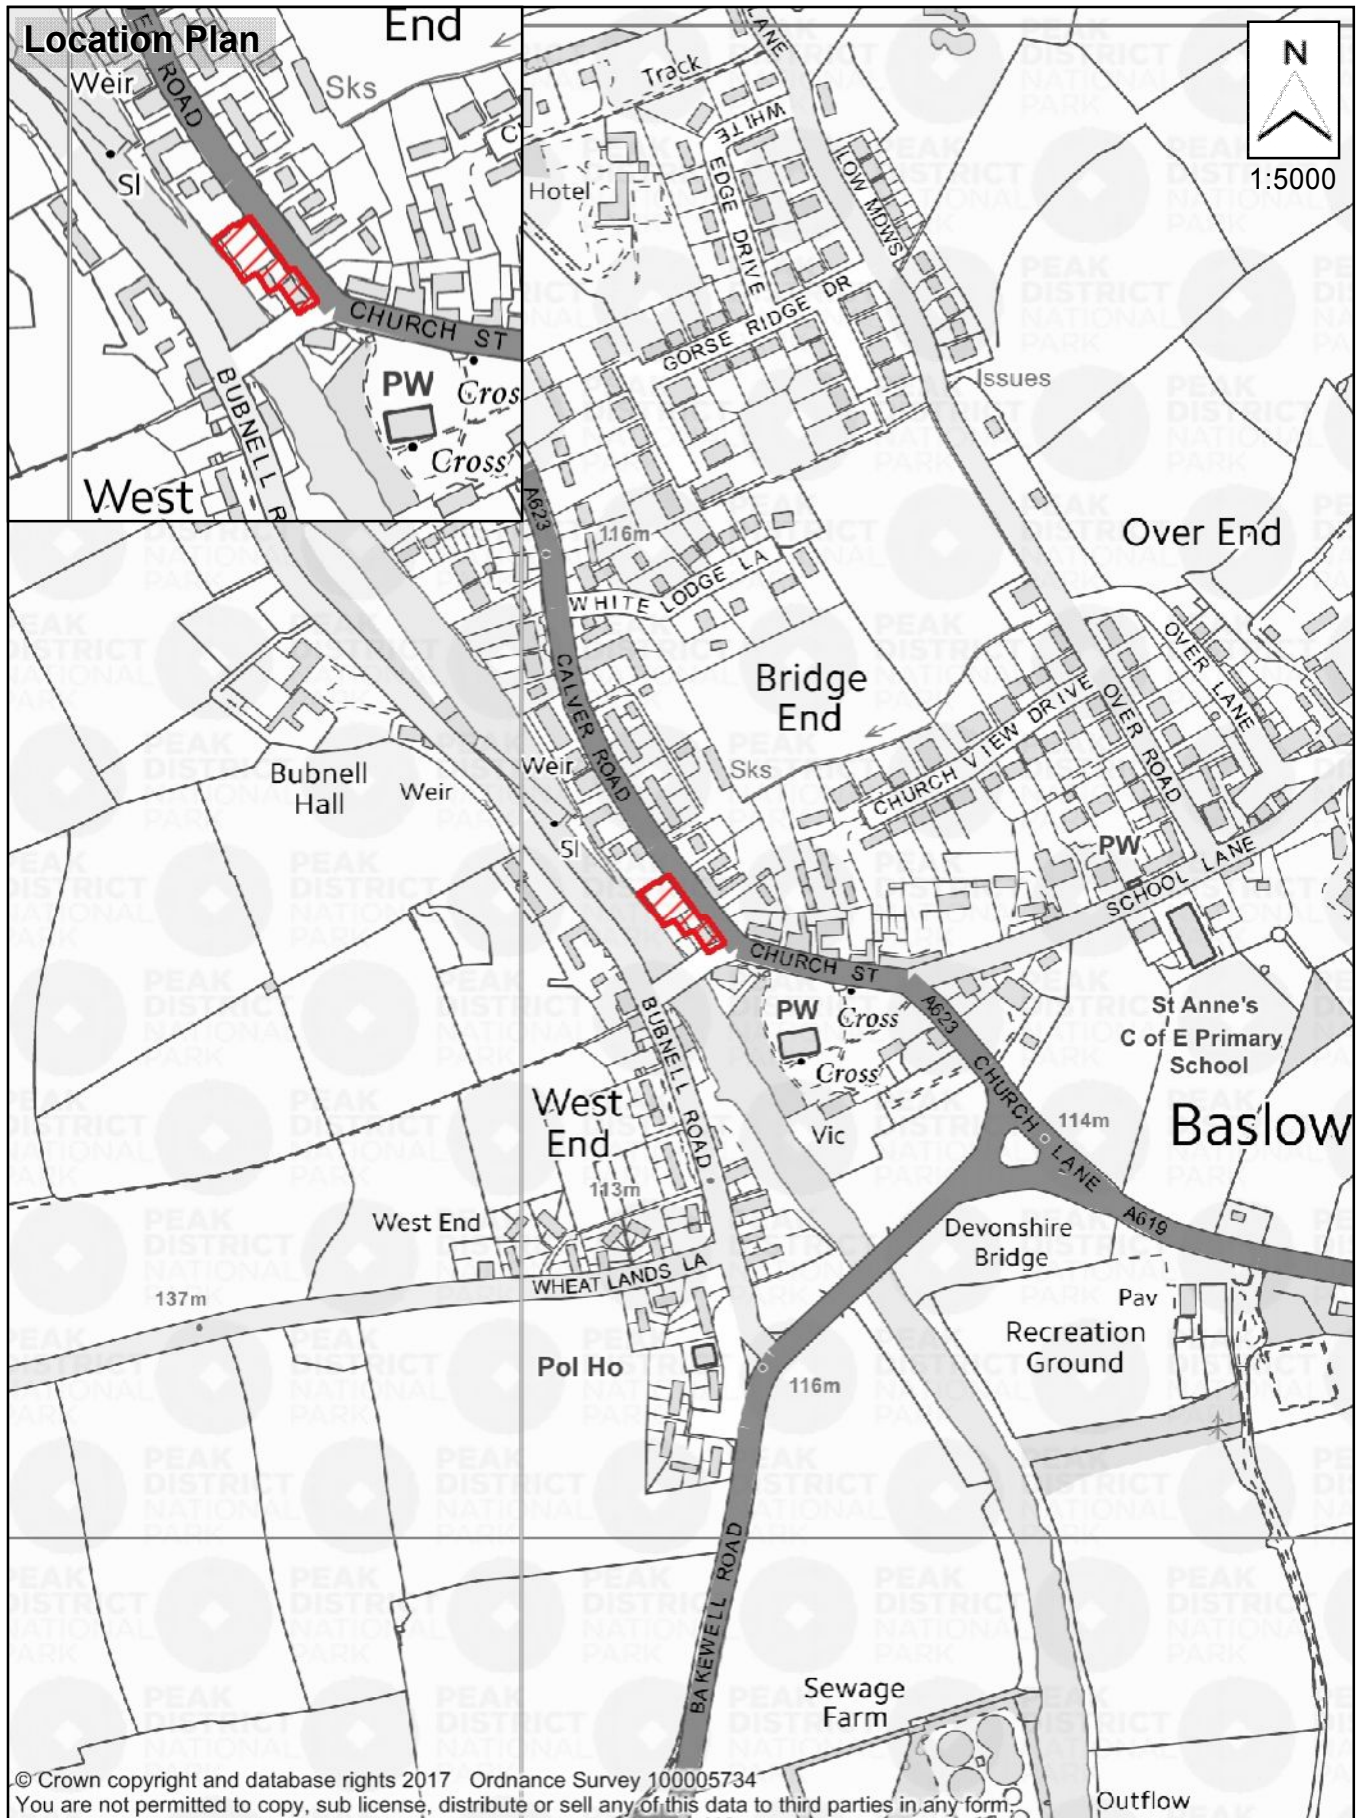 Location Plan
End
Weir
Sks
ROAD
SI
CHURCH ST
PW
Cros
Cross
BUBNELL R
West
N
1:5000
LANE
Track
WHITE EDGE DRIVE
LOW MDWS
Hotel
GORSE RIDGE DR
Issues
A623
116m
Over End
WHITE LODGE LA
CALVER ROAD
Bridge
End
OVER LANE
OVER ROAD
CHURCH VIEW DRIVE
Bubnell
Hall
Weir
Weir
Sks
SI
PW
SCHOOL LANE
CHURCH ST
PW
Cross
Cross
A623
St Anne's
C of E Primary
School
BUBNELL ROAD
West
End
Vic
CHURCH LANE
114m
Baslow
113m
West End
WHEATLANDS LA
Devonshire
Bridge
A619
137m
Pav
Recreation
Ground
Pol Ho
116m
BAKEWELL ROAD
Sewage
Farm
Outflow
PEAK
DISTRICT
NATIONAL
PARK
© Crown copyright and database rights 2017 Ordnance Survey 100005734
You are not permitted to copy, sub license, distribute or sell any of this data to third parties in any form.